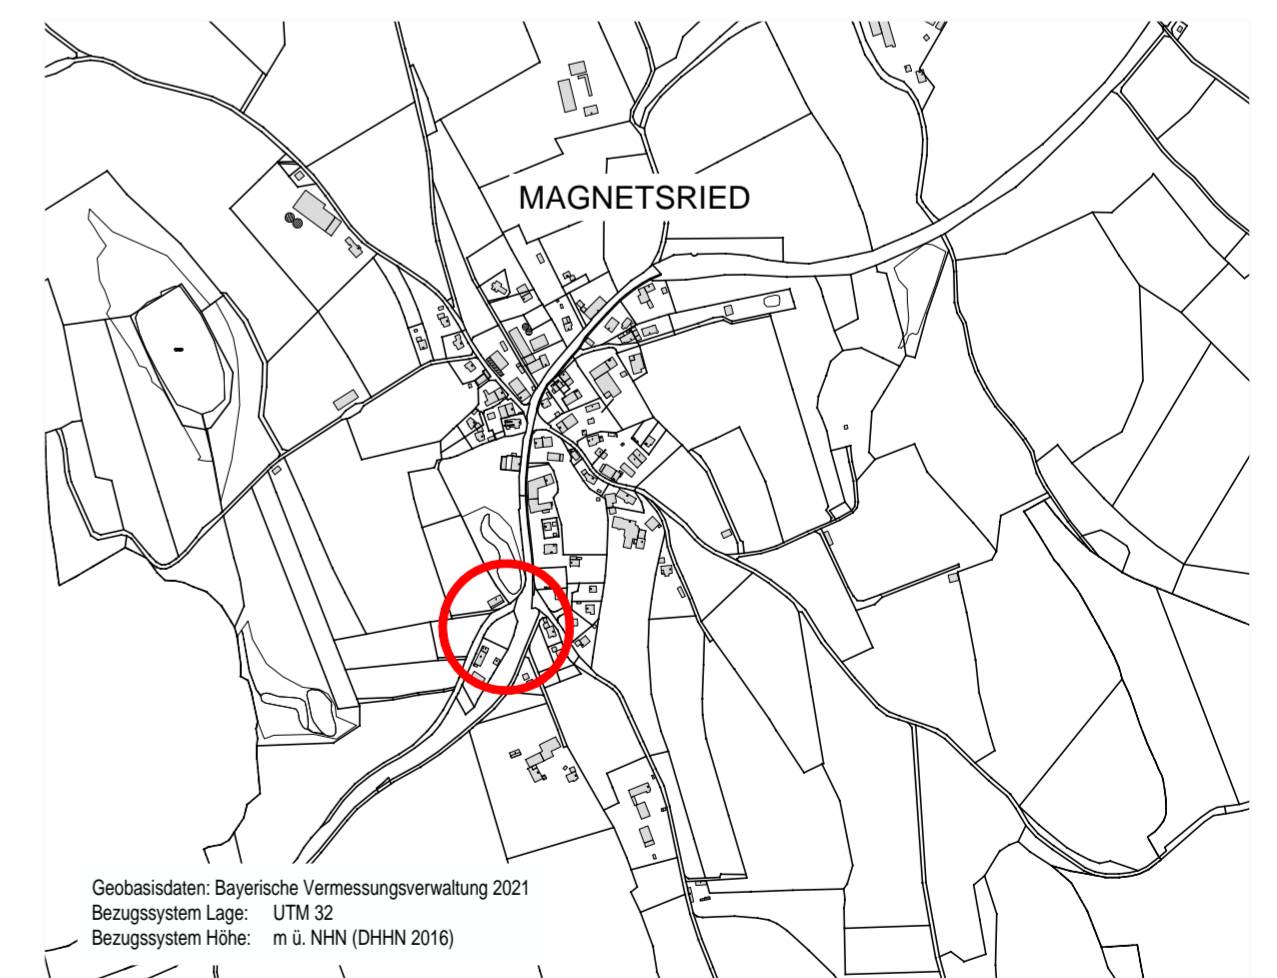 MAGNETSRIED
Geobasisdaten: Bayerische Vermessungsverwaltung 2021
Bezugssystem Lage: UTM 32
Bezugssystem Höhe: m ü. NHN (DHHN 2016)